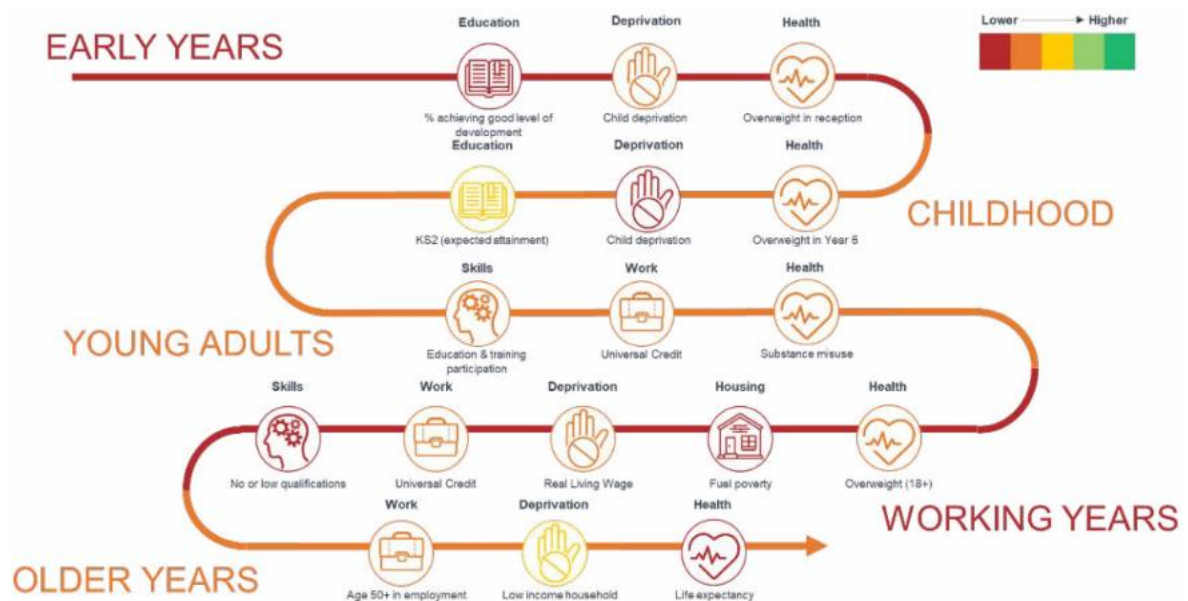 Education Deprivation Health
Lower Higher
EARLY YEARS
% achieving good level of
development
Child deprivation
Overweight in reception
Education Deprivation Health
CHILDHOOD
KS2 (expected attainment)
Child deprivation
Overweight in Year 6
Skills Work Health
YOUNG ADULTS
Education & training
participation
Universal Credit
Substance misuse
Skills Work Deprivation Housing Health
No or low qualifications
Universal Credit
Real Living Wage
Fuel poverty
Overweight (18+)
WORKING YEARS
Work Deprivation Health
OLDER YEARS
Age 50+ in employment
Low income household
Life expectancy